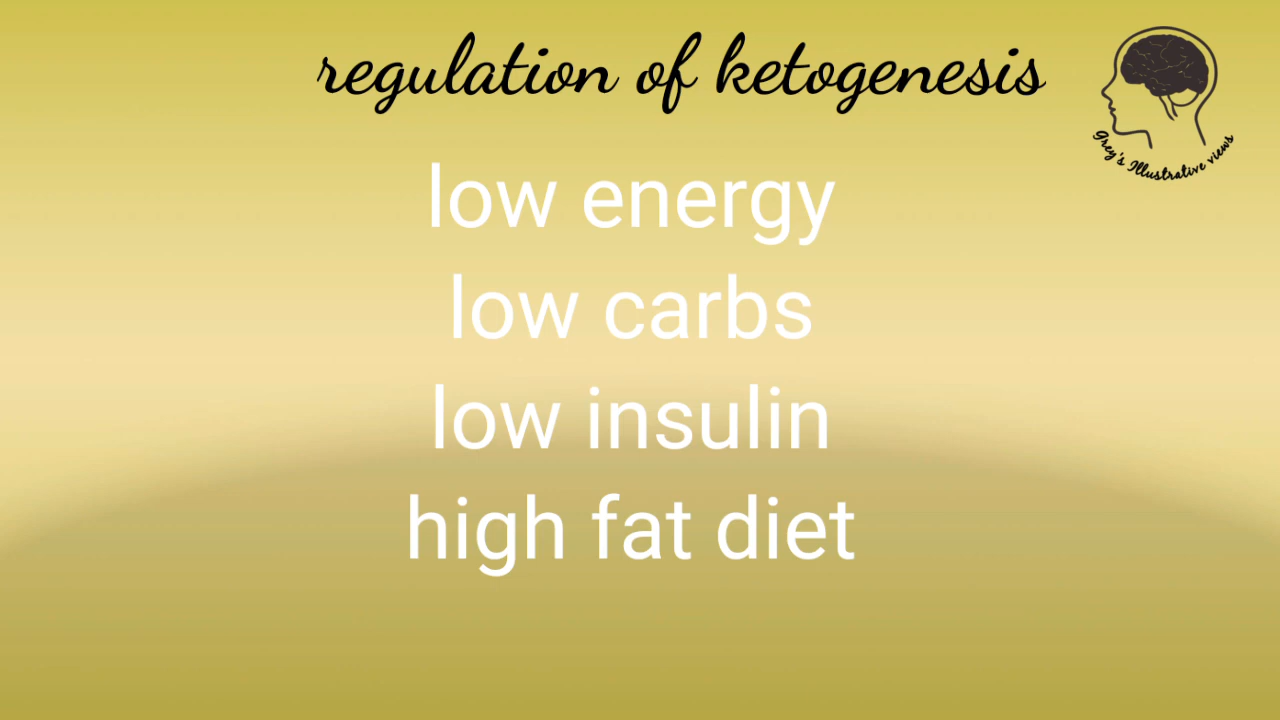 regulation of ketogenesis
Grey's Illustrative views
low energy
low carbs
low insulin
high fat diet